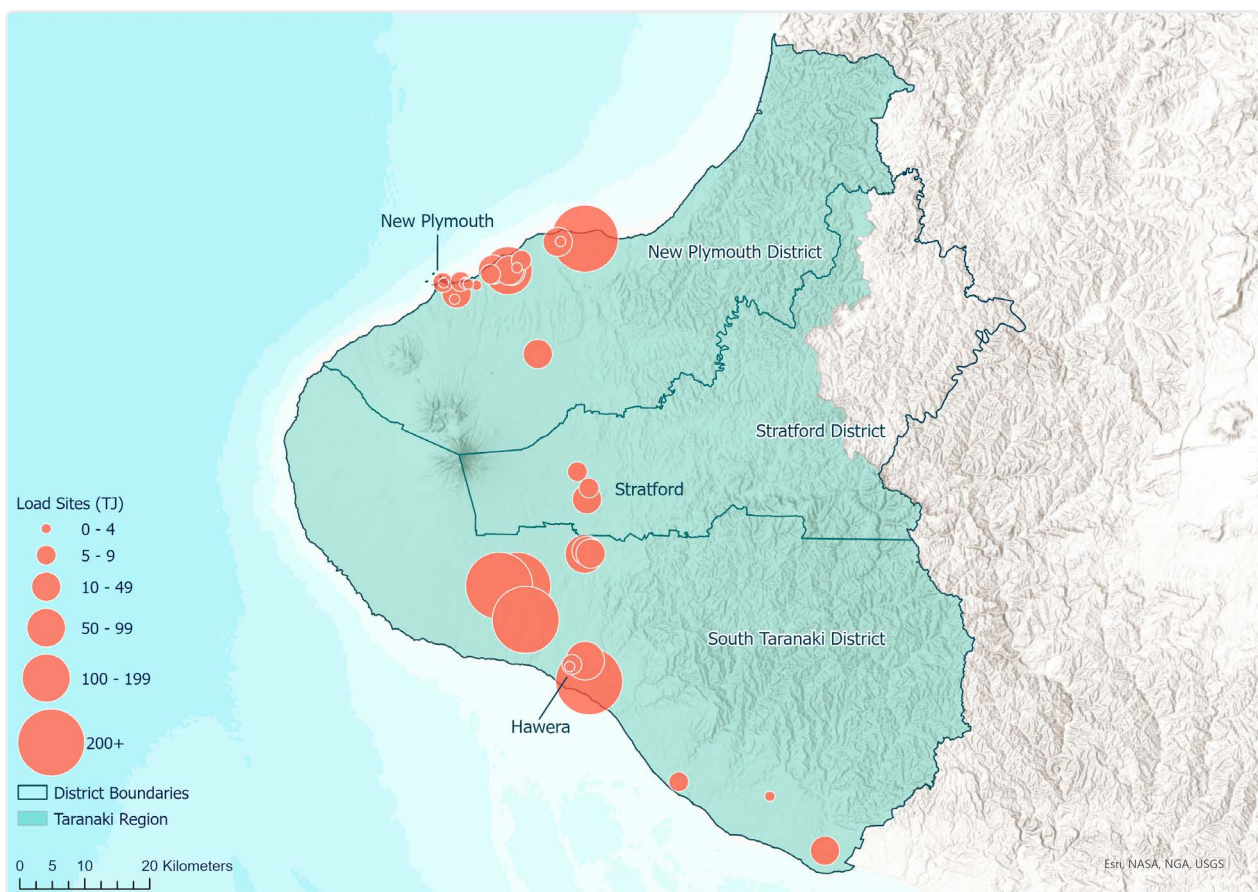 New Plymouth
New Plymouth District
Stratford District
Stratford
South Taranaki District
Hawera
Load Sites (TJ)
0 - 4
5 - 9
10 - 49
50 - 99
100 - 199
200+
District Boundaries
Taranaki Region
0 5 10 20 Kilometers
Esri, NASA, NGA, USGS